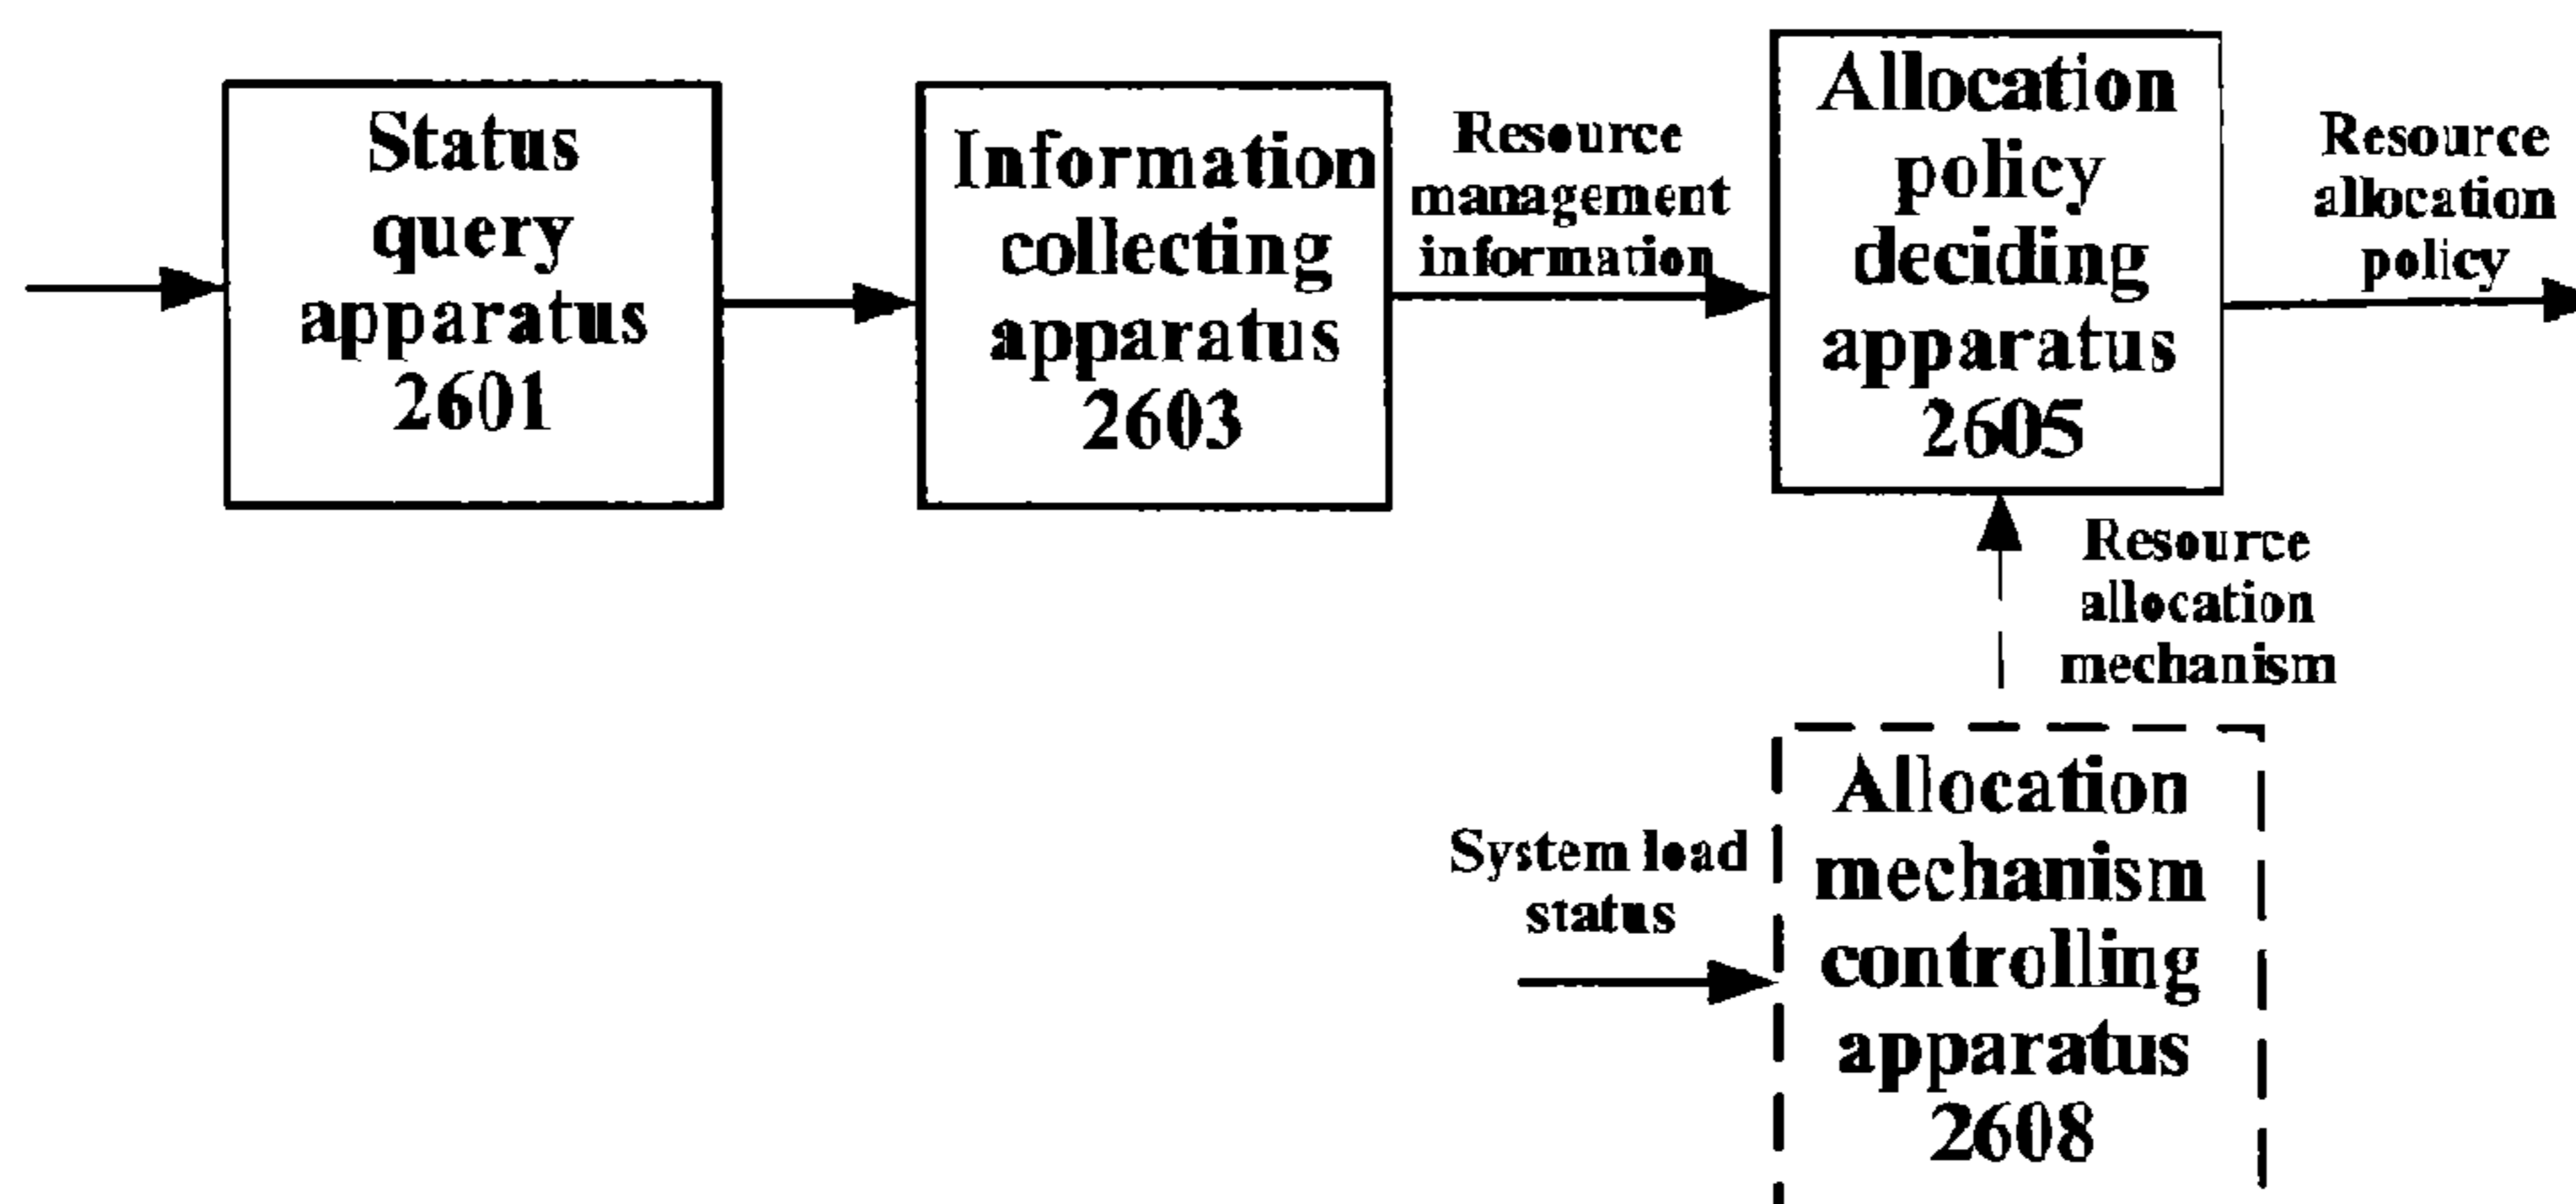 Status
query
apparatus
2601
Information
collecting
apparatus
2603
Resource
management
information
Allocation
policy
deciding
apparatus
2605
Resource
allocation
policy
Resource
allocation
mechanism
System load
status
Allocation
mechanism
controlling
apparatus
2608